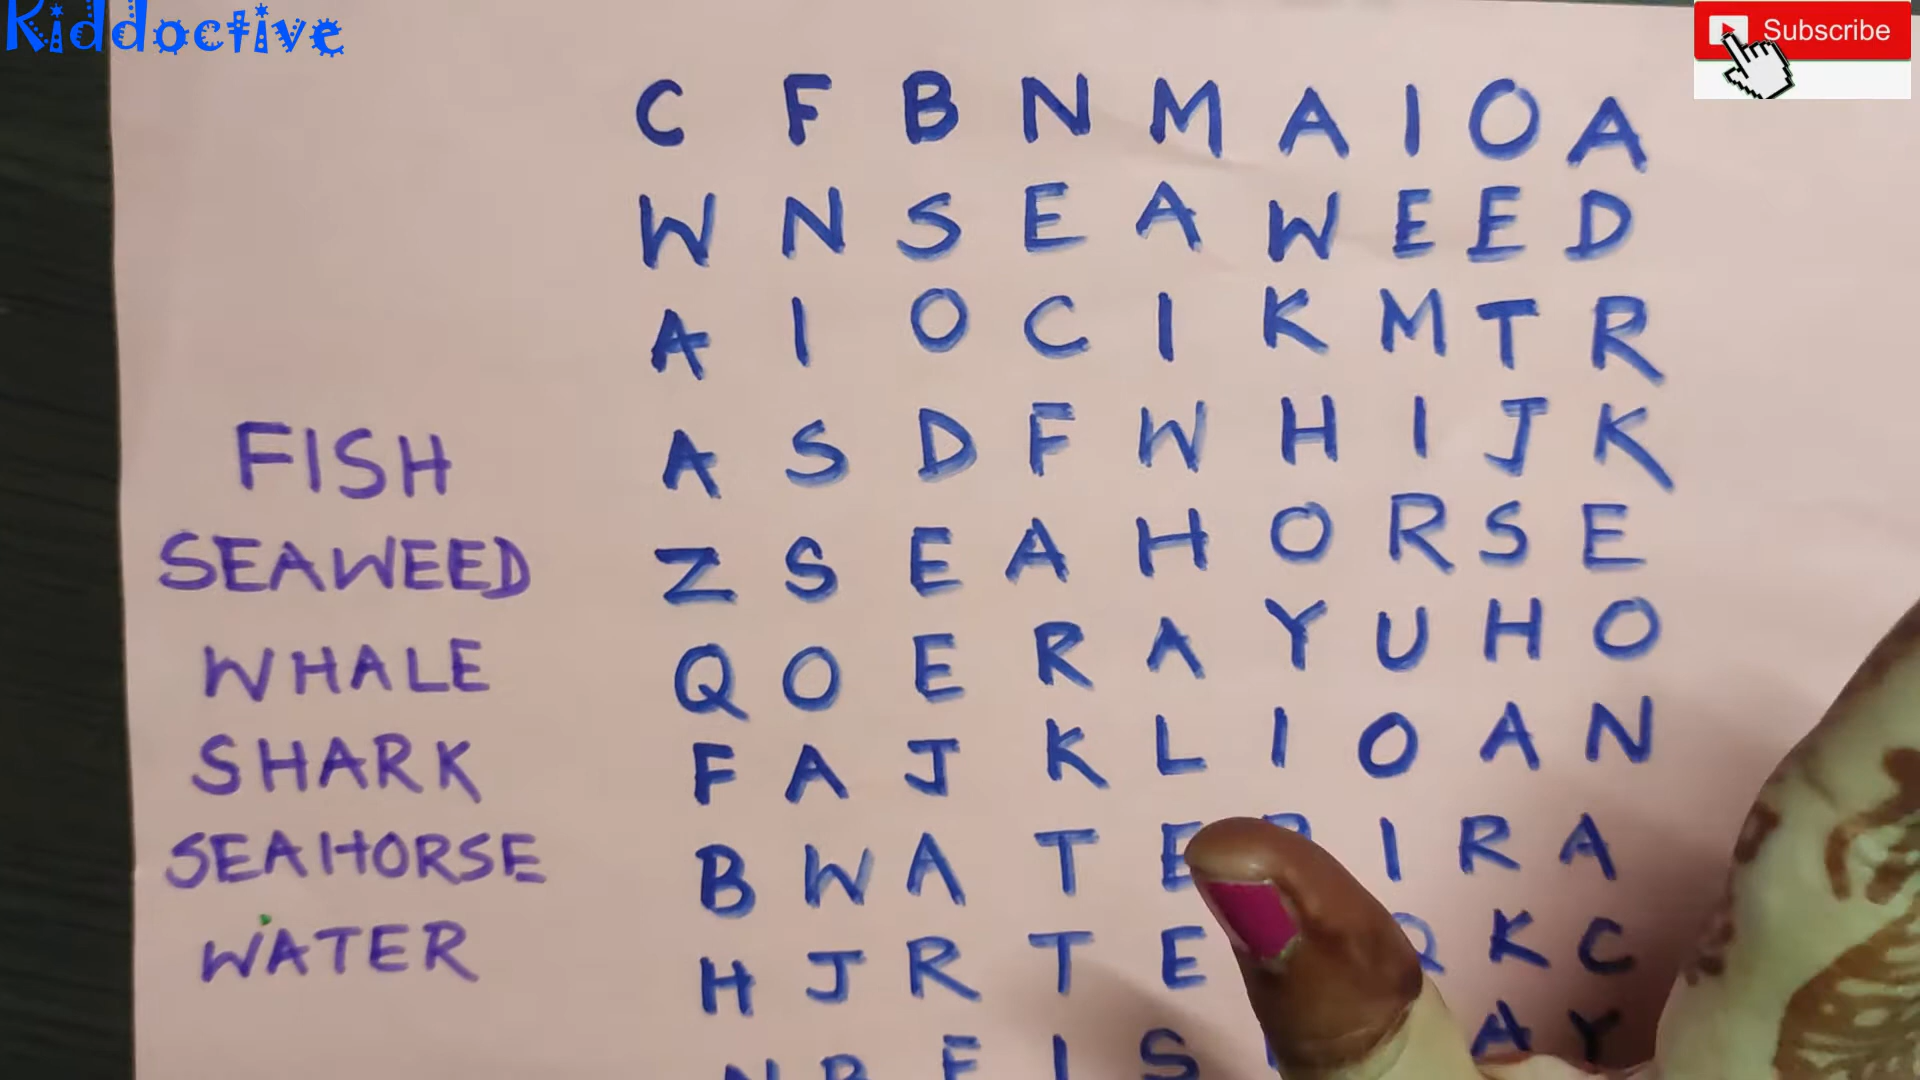 Kiddoctive
Subscribe
C F B N M A I O A
W N S E A W E E D
A I O C I K M T R
A S D F W H I J K
Z S E A H O R S E
Q O E R A Y U H O
F A J K L I O A N
B W A T E R I R A
H J R T E Q K C
F I S A Y
FISH
SEAWEED
WHALE
SHARK
SEAHORSE
WATER